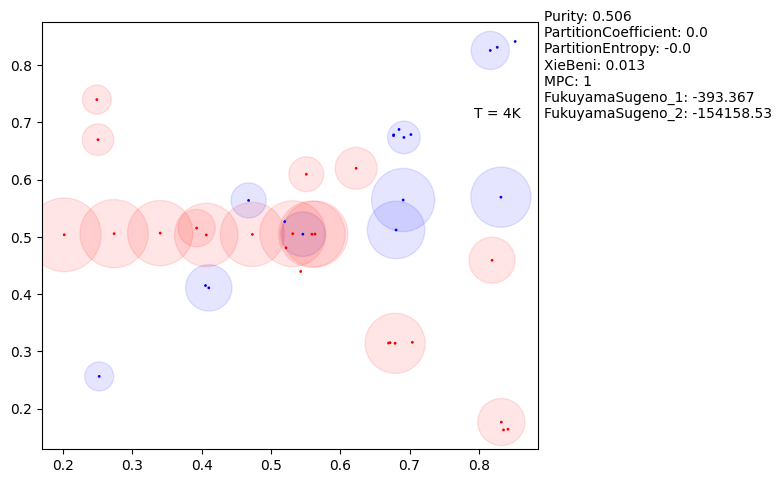 Purity: 0.506
PartitionCoefficient: 0.0
PartitionEntropy: -0.0
XieBeni: 0.013
MPC: 1
FukuyamaSugeno_1: -393.367
FukuyamaSugeno_2: -154158.53
T = 4K
0.8
0.7
0.6
0.5
0.4
0.3
0.2
0.2 0.3 0.4 0.5 0.6 0.7 0.8